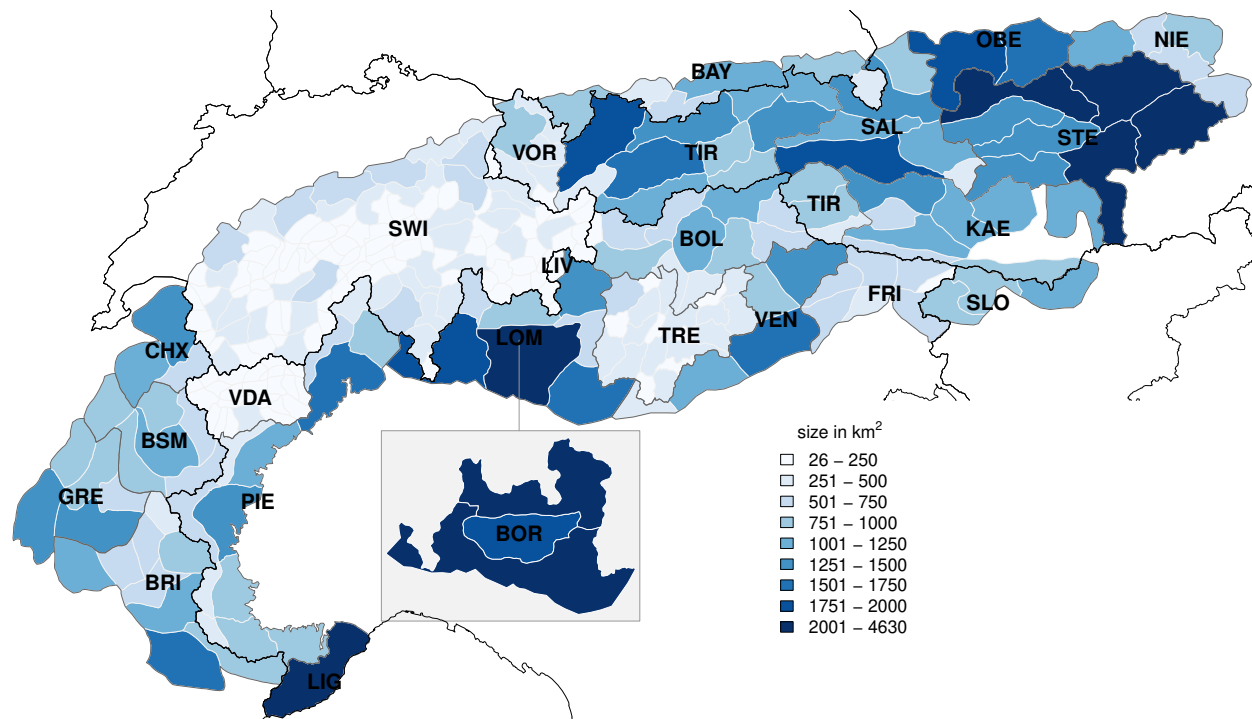 OBE
NIE
BAY
SAL
STE
VOR
TIR
TIR
SWI
KAE
BOL
LIV
FRI
SLO
VEN
TRE
LOM
CHX
VDA
BSM
GRE
PIE
BRI
LIG
BOR
size in km²
26 – 250
251 – 500
501 – 750
751 – 1000
1001 – 1250
1251 – 1500
1501 – 1750
1751 – 2000
2001 – 4630